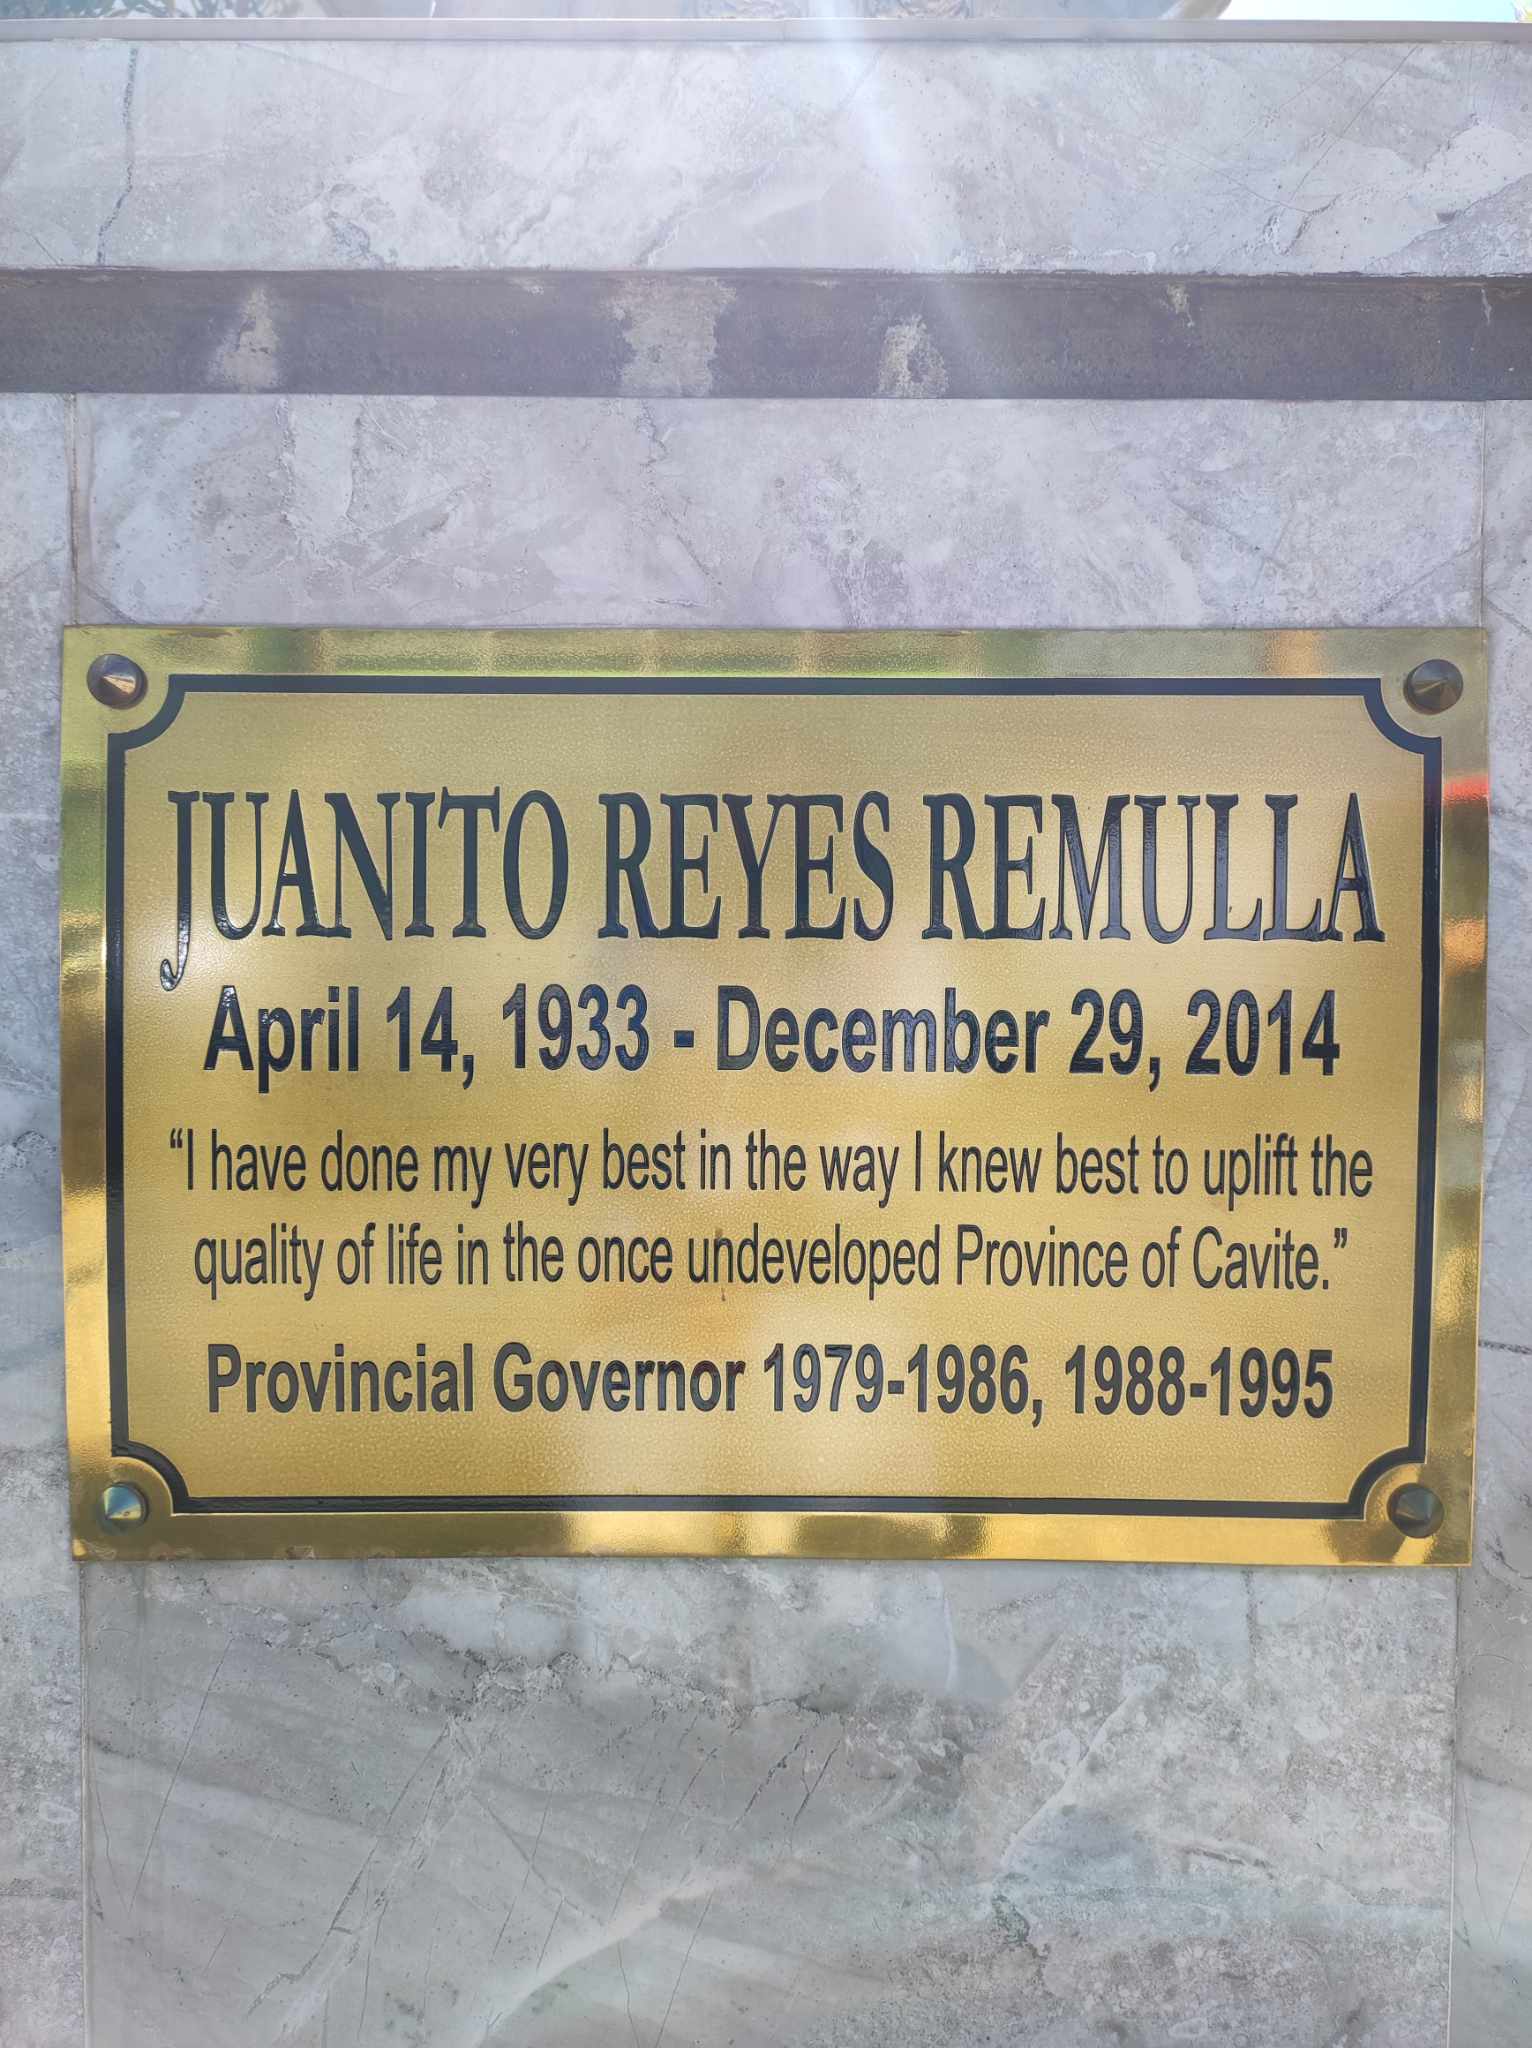 JUANITO REYES REMULLA
April 14, 1933 - December 29, 2014
“I have done my very best in the way I knew best to uplift the
quality of life in the once undeveloped Province of Cavite.”
Provincial Governor 1979-1986, 1988-1995